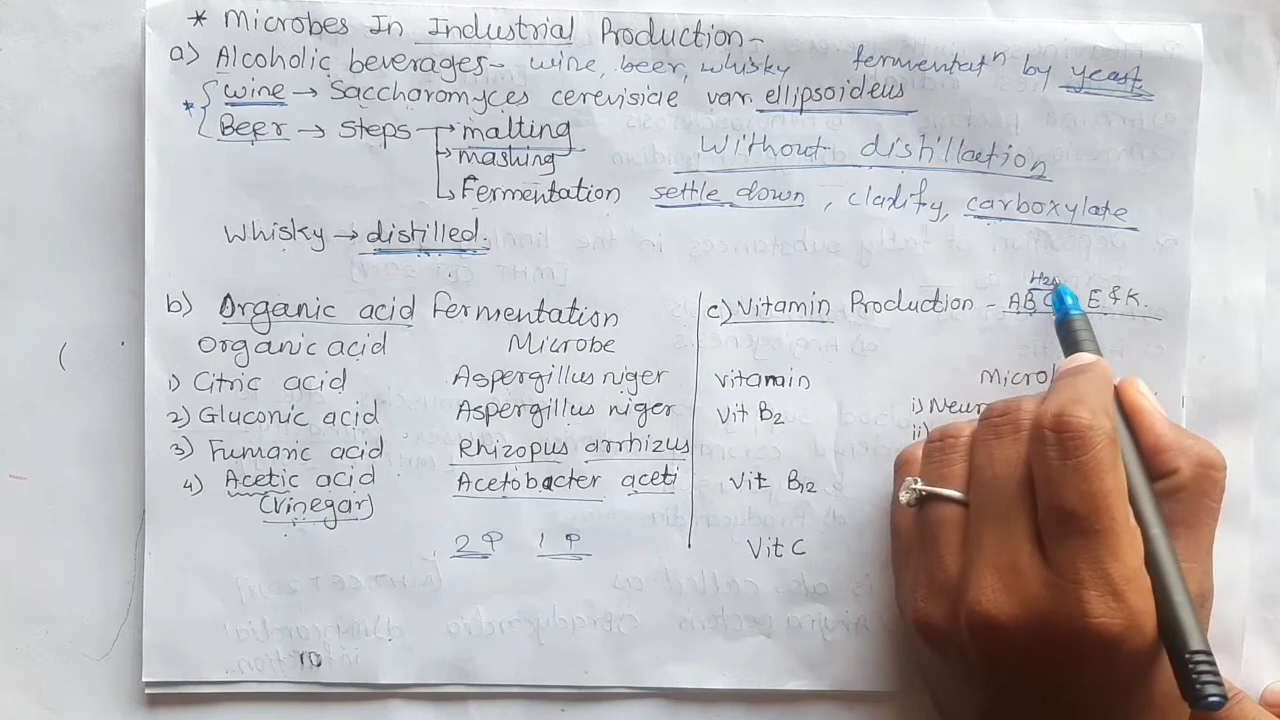 * Microbes In Industrial Production-
a) Alcoholic beverages- wine, beer, whisky fermentatⁿ by yeast.
* { Wine → Saccharomyces cerevisiae var. ellipsoideus
Beer → steps → malting
→ mashing
→ Fermentation
Without distillation
settle down, clarify, carboxylate
Whisky → distilled.
b) Organic acid Fermentation
Organic acid Microbe
1) Citric acid Aspergillus niger
2) Gluconic acid Aspergillus niger
3) Fumaric acid Rhizopus arrhizus
4) Acetic acid Acetobacter aceti
(Vinegar)
2 P 1 P
c) Vitamin Production - A B C E & K.
vitamin
Vit B2 i)
ii)
Vit B12
Vit C
10